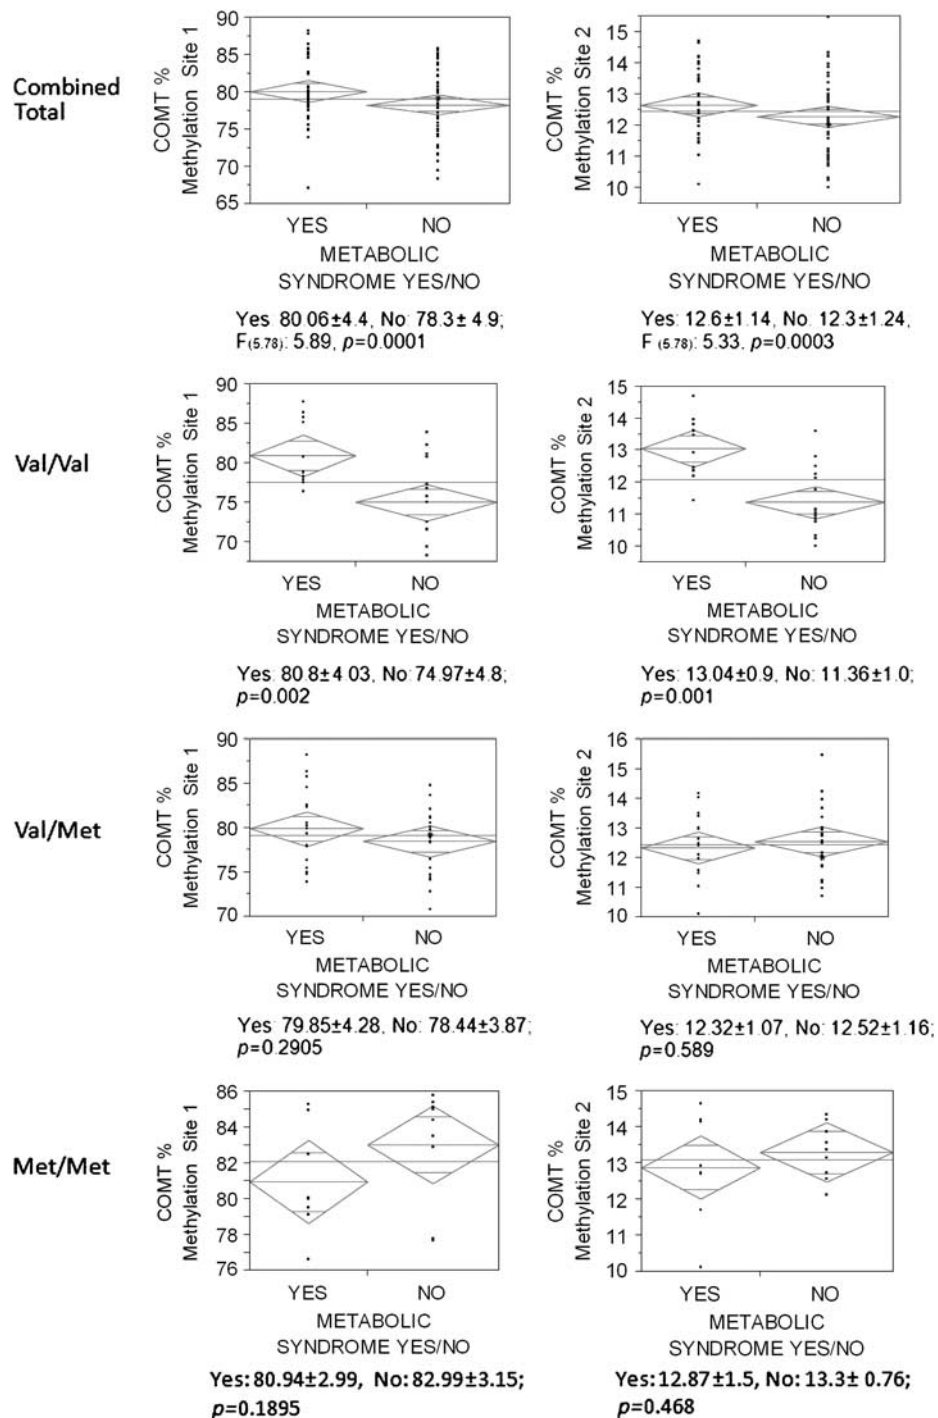 Combined
Total
COMT %
Methylation Site 1
90
85
80
75
70
65
YES NO
METABOLIC
SYNDROME YES/NO
Yes: 80.06±4.4, No: 78.3± 4.9;
F(5.78): 5.89, p=0.0001
COMT %
Methylation Site 2
15
14
13
12
11
10
YES NO
METABOLIC
SYNDROME YES/NO
Yes: 12.6±1.14, No. 12.3±1.24,
F (5.78): 5.33, p=0.0003
Val/Val
COMT %
Methylation Site 1
90
85
80
75
70
YES NO
METABOLIC
SYNDROME YES/NO
Yes: 80.8±4 03, No: 74.97±4.8;
p=0.002
COMT %
Methylation Site 2
15
14
13
12
11
10
YES NO
METABOLIC
SYNDROME YES/NO
Yes: 13.04±0.9, No: 11.36±1.0;
p=0.001
Val/Met
COMT %
Methylation Site 1
90
85
80
75
70
YES NO
METABOLIC
SYNDROME YES/NO
Yes: 79.85±4.28, No: 78.44±3.87;
p=0.2905
COMT %
Methylation Site 2
16
15
14
13
12
11
10
YES NO
METABOLIC
SYNDROME YES/NO
Yes: 12.32±1.07, No: 12.52±1.16;
p=0.589
Met/Met
COMT %
Methylation Site 1
86
84
83
82
80
78
76
YES NO
METABOLIC
SYNDROME YES/NO
Yes: 80.94±2.99, No: 82.99±3.15;
p=0.1895
COMT %
Methylation Site 2
15
14
13
12
11
10
YES NO
METABOLIC
SYNDROME YES/NO
Yes: 12.87±1.5, No: 13.3± 0.76;
p=0.468